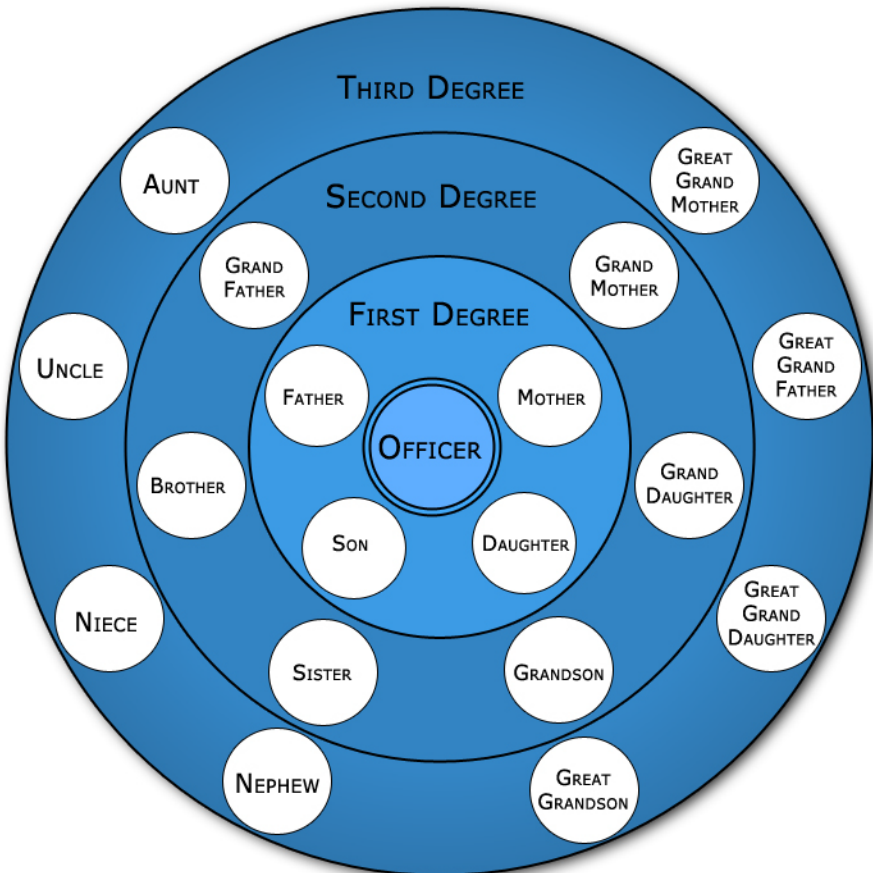 Third Degree
Aunt
Great
Grand
Mother
Second Degree
Grand
Father
Grand
Mother
First Degree
Uncle
Great
Grand
Father
Father
Mother
Officer
Brother
Grand
Daughter
Son
Daughter
Niece
Great
Grand
Daughter
Sister
Grandson
Nephew
Great
Grandson